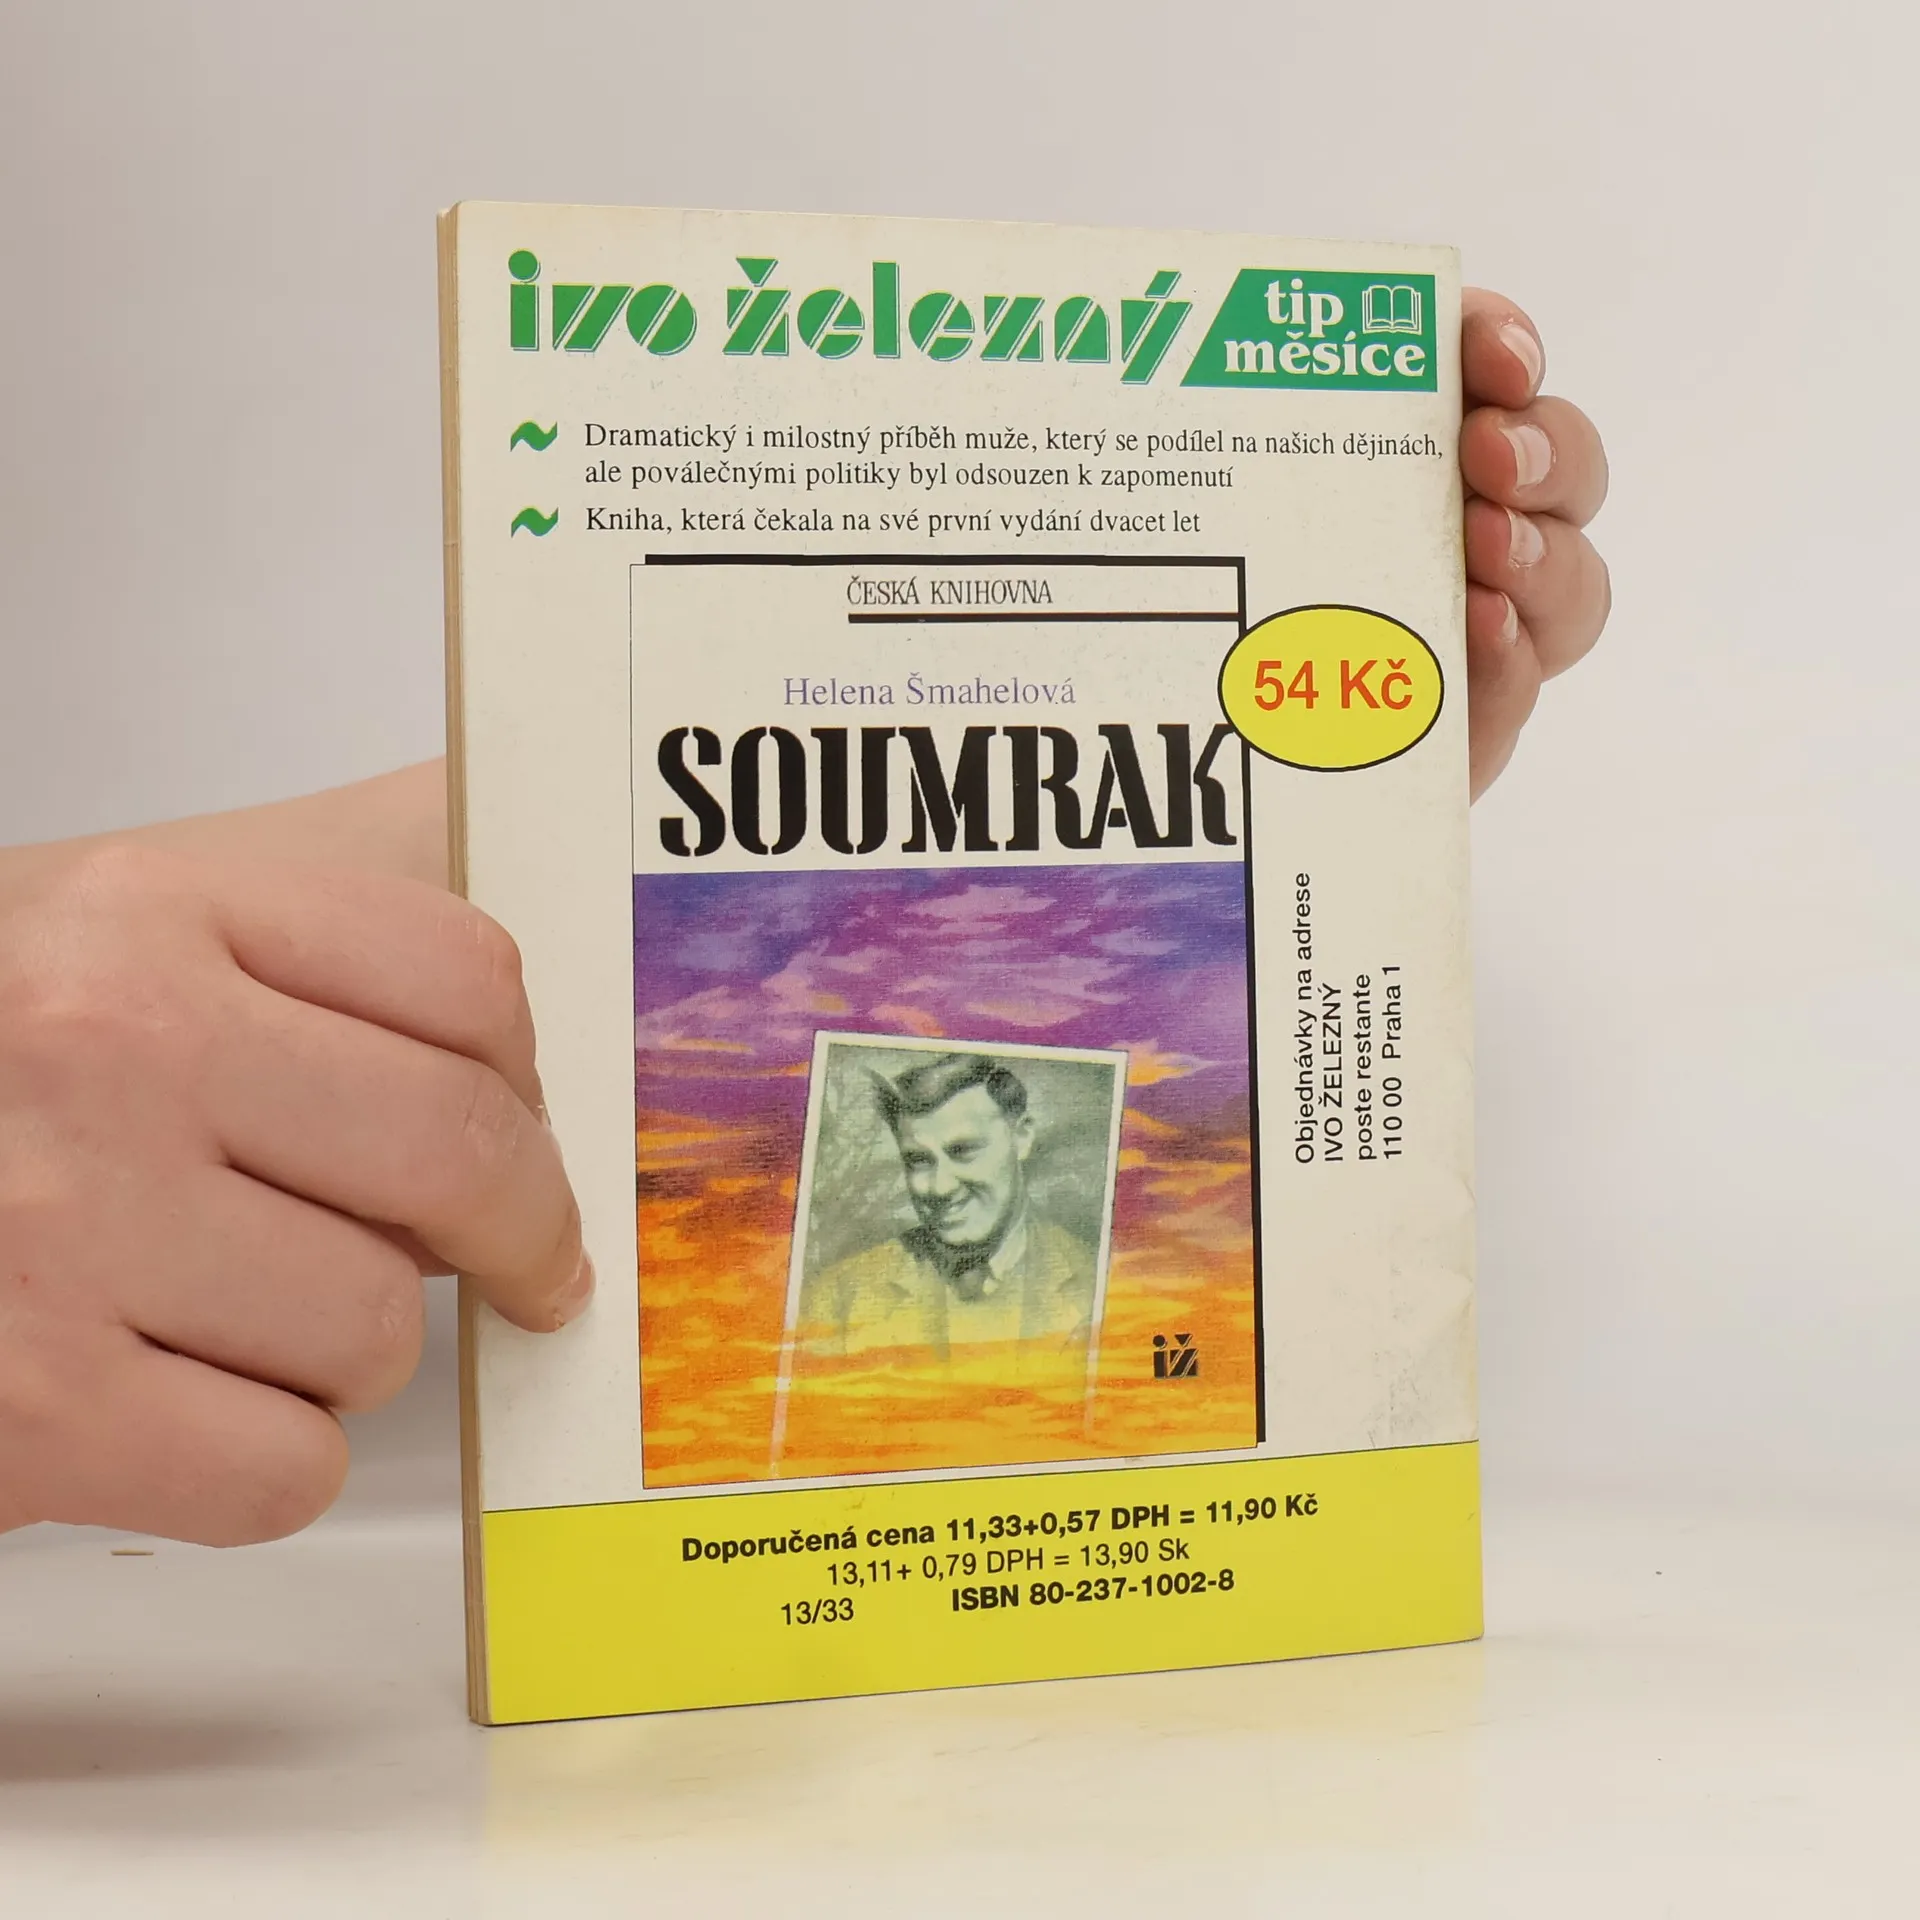 ivo železný
tip
měsíce
Dramatický i milostný příběh muže, který se podílel na našich dějinách,
ale poválečnými politiky byl odsouzen k zapomenutí
Kniha, která čekala na své první vydání dvacet let
ČESKÁ KNIHOVNA
Helena Šmahelová
SOUMRAK
54 Kč
Objednávky na adrese
IVO ŽELEZNÝ
poste restante
110 00 Praha 1
iž
Doporučená cena 11,33+0,57 DPH = 11,90 Kč
13,11+ 0,79 DPH = 13,90 Sk
13/33 ISBN 80-237-1002-8